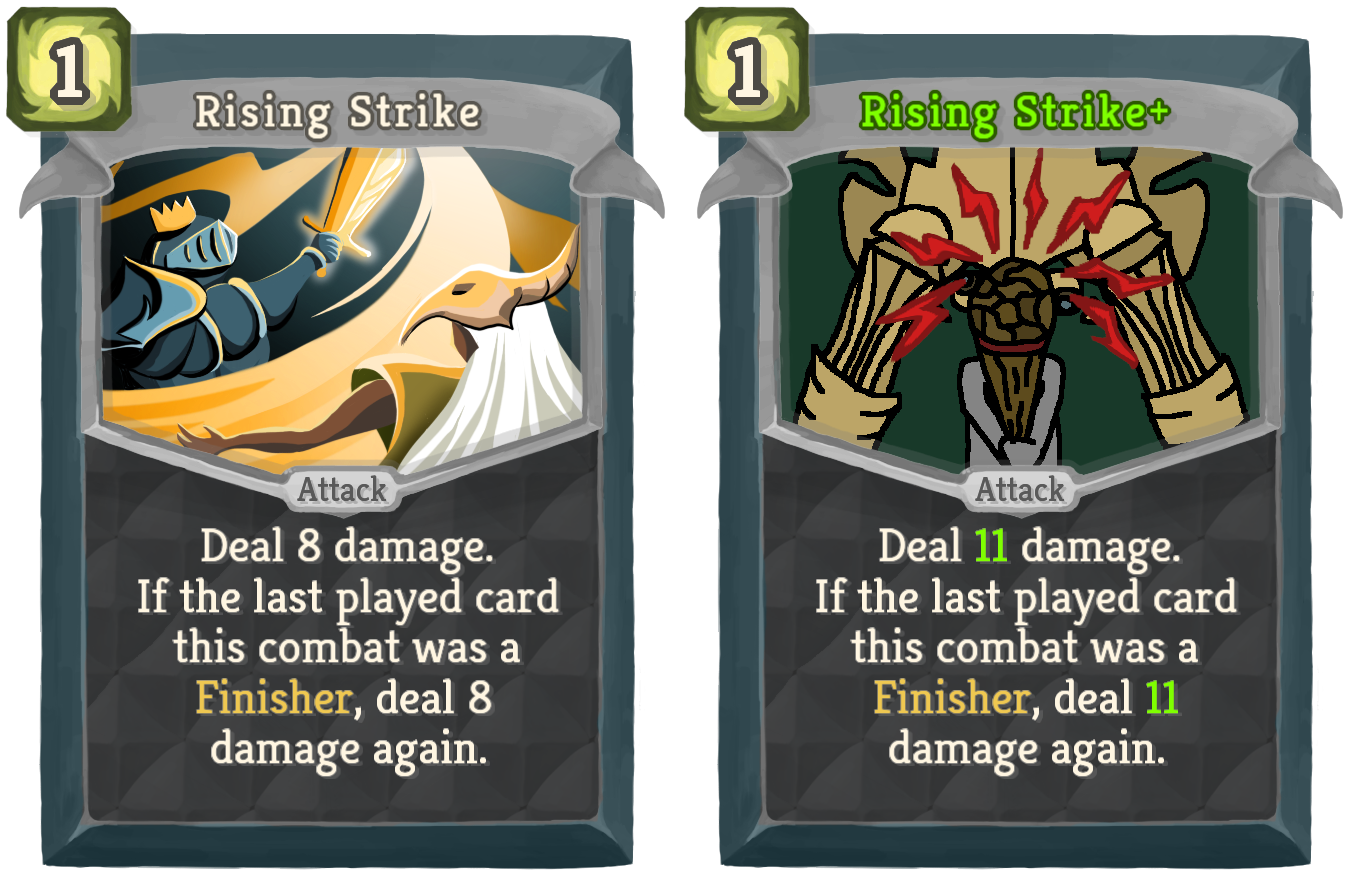 1
Rising Strike
Attack
Deal 8 damage.
If the last played card
this combat was a
Finisher, deal 8
damage again.
1
Rising Strike+
Attack
Deal 11 damage.
If the last played card
this combat was a
Finisher, deal 11
damage again.